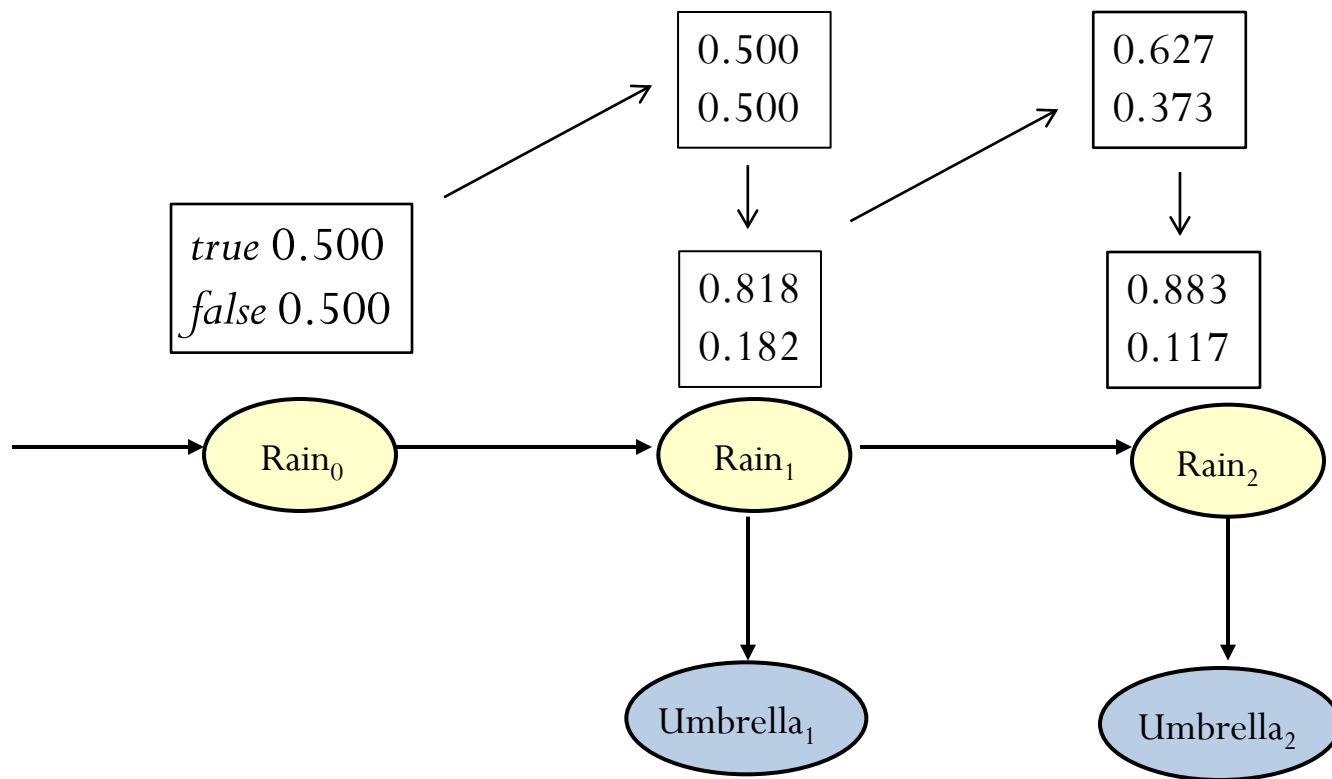 0.500
0.500
0.627
0.373
true 0.500
false 0.500
0.818
0.182
0.883
0.117
Rain₀
Rain₁
Rain₂
Umbrella₁
Umbrella₂